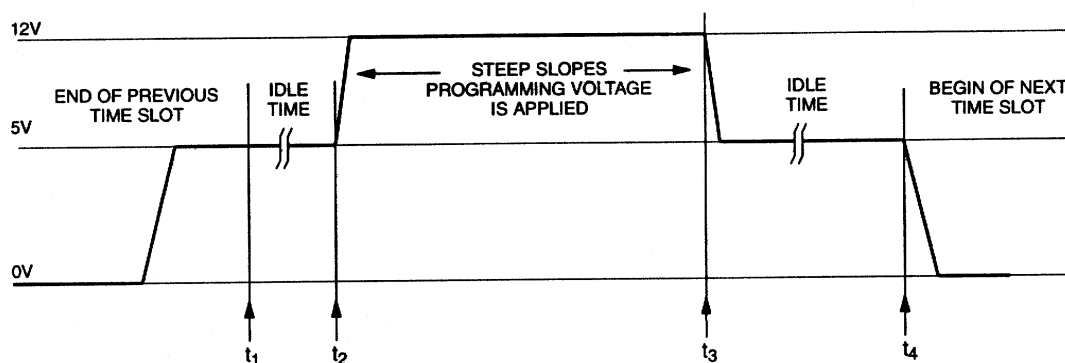 12V
STEEP SLOPES
PROGRAMMING VOLTAGE
IS APPLIED
END OF PREVIOUS
TIME SLOT
IDLE
TIME
IDLE
TIME
BEGIN OF NEXT
TIME SLOT
5V
0V
t1
t2
t3
t4